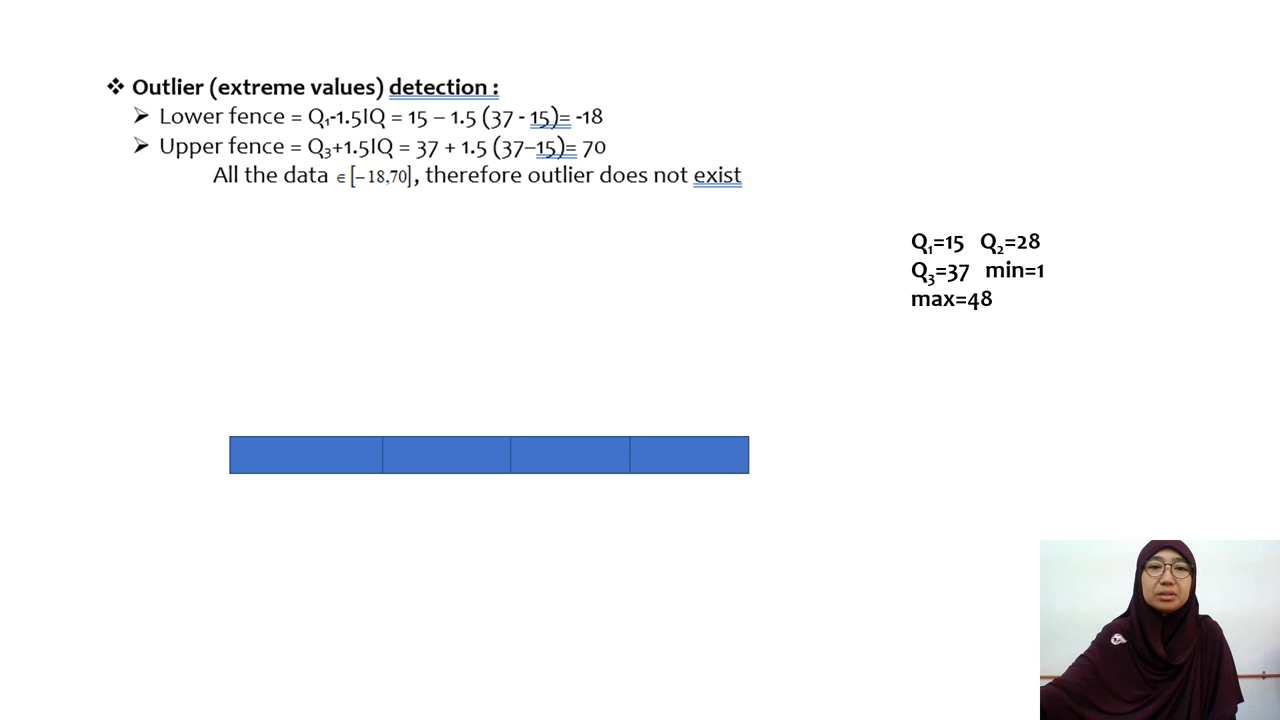 ❖ Outlier (extreme values) detection :
➢ Lower fence = Q₁-1.5IQ = 15 – 1.5 (37 - 15)= -18
➢ Upper fence = Q₃+1.5IQ = 37 + 1.5 (37–15)= 70
All the data ∈[−18,70], therefore outlier does not exist
Q₁=15 Q₂=28
Q₃=37 min=1
max=48